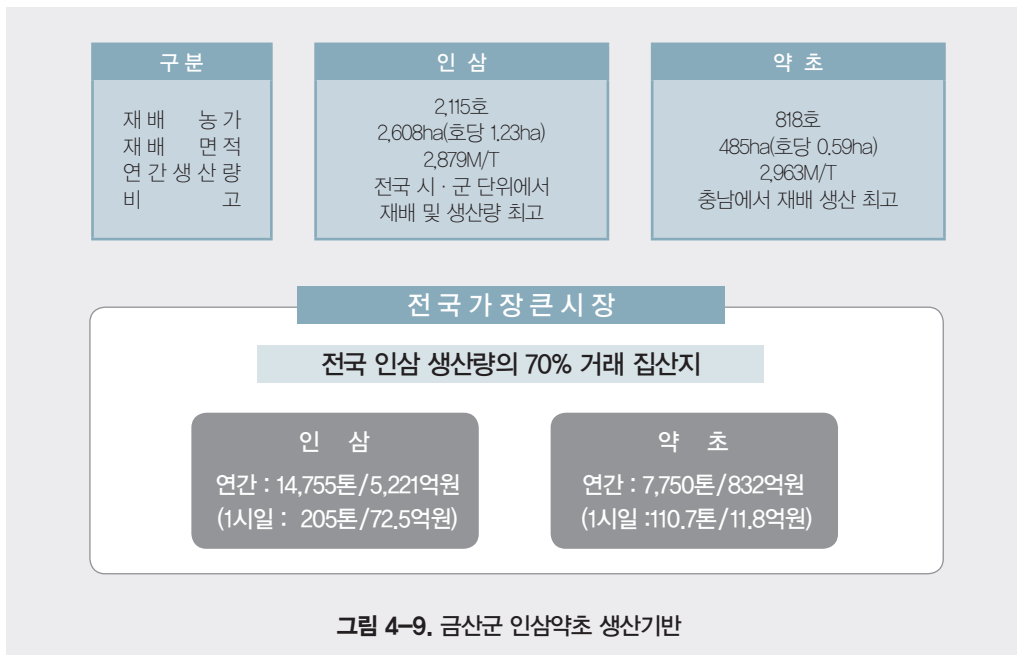 구분
재배 농가
재배 면적
연간생산량
비 고
인 삼
2,115호
2,608ha(호당 1.23ha)
2,879M/T
전국 시·군 단위에서
재배 및 생산량 최고
약 초
818호
485ha(호당 0.59ha)
2,963M/T
충남에서 재배 생산 최고
전국가장큰시장
전국 인삼 생산량의 70% 거래 집산지
인 삼
연간 : 14,755톤/5,221억원
(1시일 : 205톤/72.5억원)
약 초
연간 : 7,750톤/832억원
(1시일 :110.7톤/11.8억원)
그림 4-9. 금산군 인삼약초 생산기반